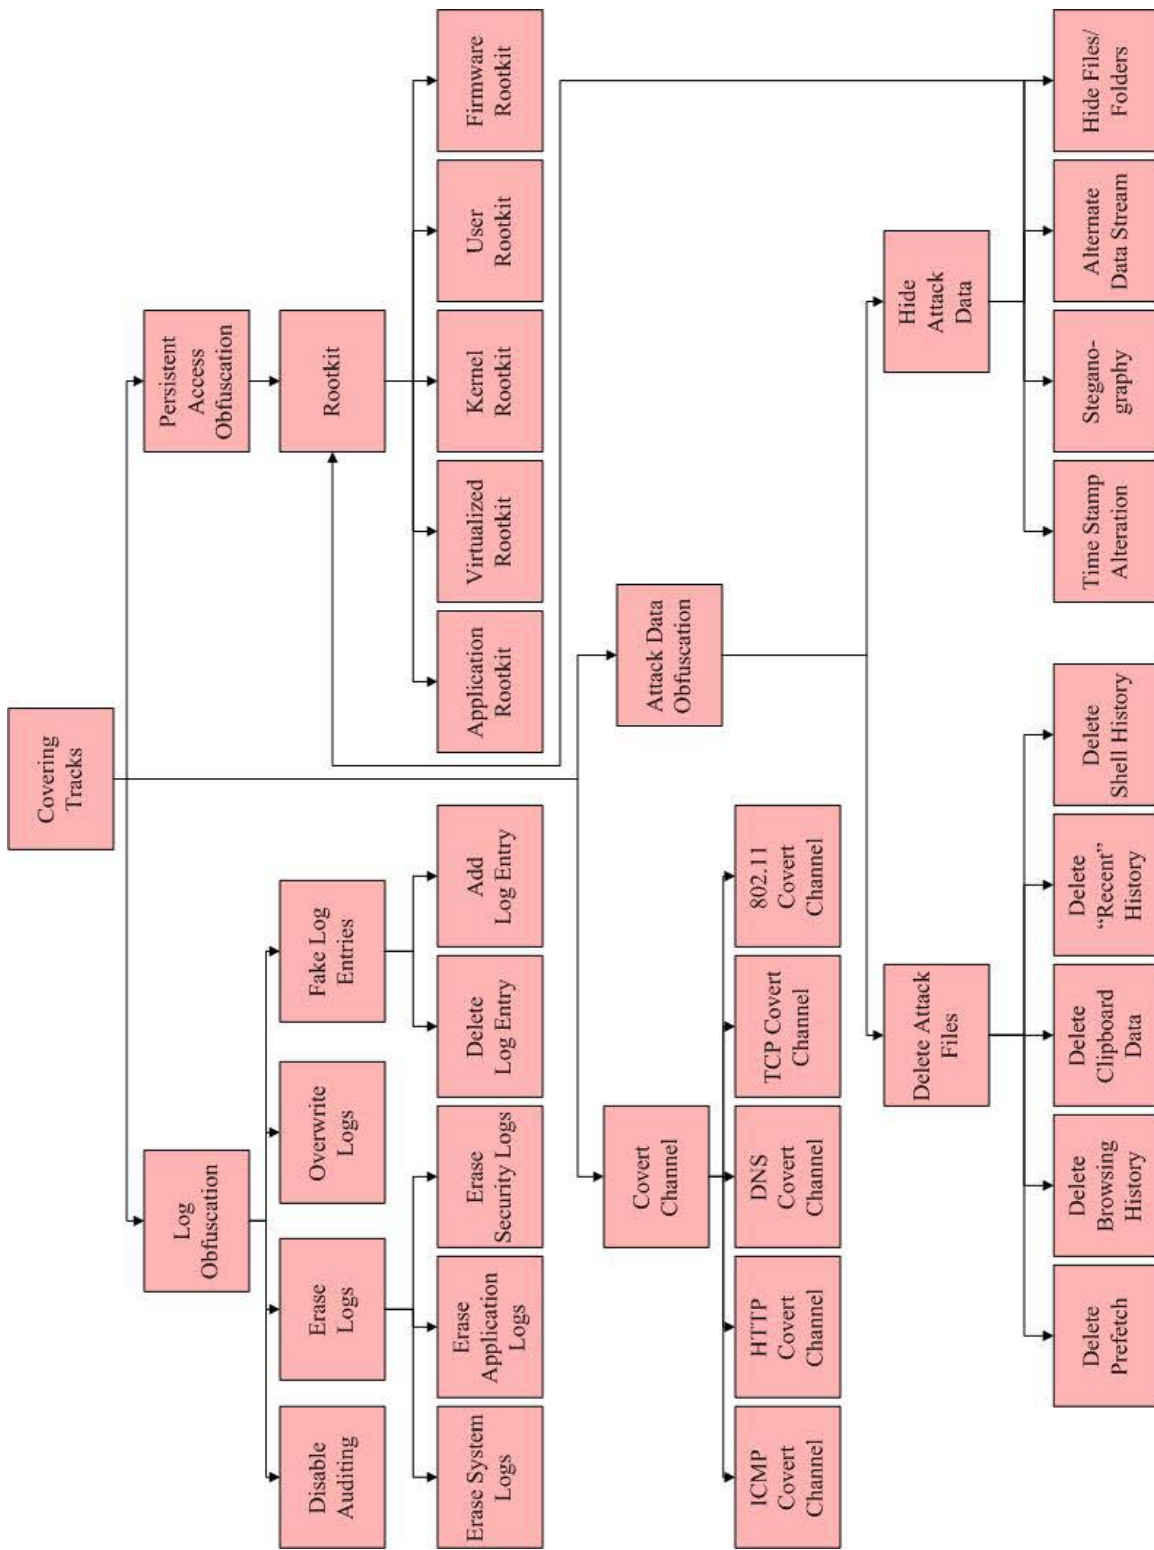 Covering
Tracks
Log
Obfuscation
Persistent
Access
Obfuscation
Disable
Auditing
Erase
Logs
Overwrite
Logs
Fake Log
Entries
Rootkit
Erase System
Logs
Erase
Application
Logs
Erase
Security Logs
Delete
Log Entry
Add
Log Entry
Application
Rootkit
Virtualized
Rootkit
Kernel
Rootkit
User
Rootkit
Firmware
Rootkit
Covert
Channel
Attack Data
Obfuscation
ICMP
Covert
Channel
HTTP
Covert
Channel
DNS
Covert
Channel
TCP Covert
Channel
802.11
Covert
Channel
Delete Attack
Files
Hide
Attack
Data
Delete
Prefetch
Delete
Browsing
History
Delete
Clipboard
Data
Delete
“Recent”
History
Delete
Shell History
Time Stamp
Alteration
Stegano-
graphy
Alternate
Data Stream
Hide Files/
Folders